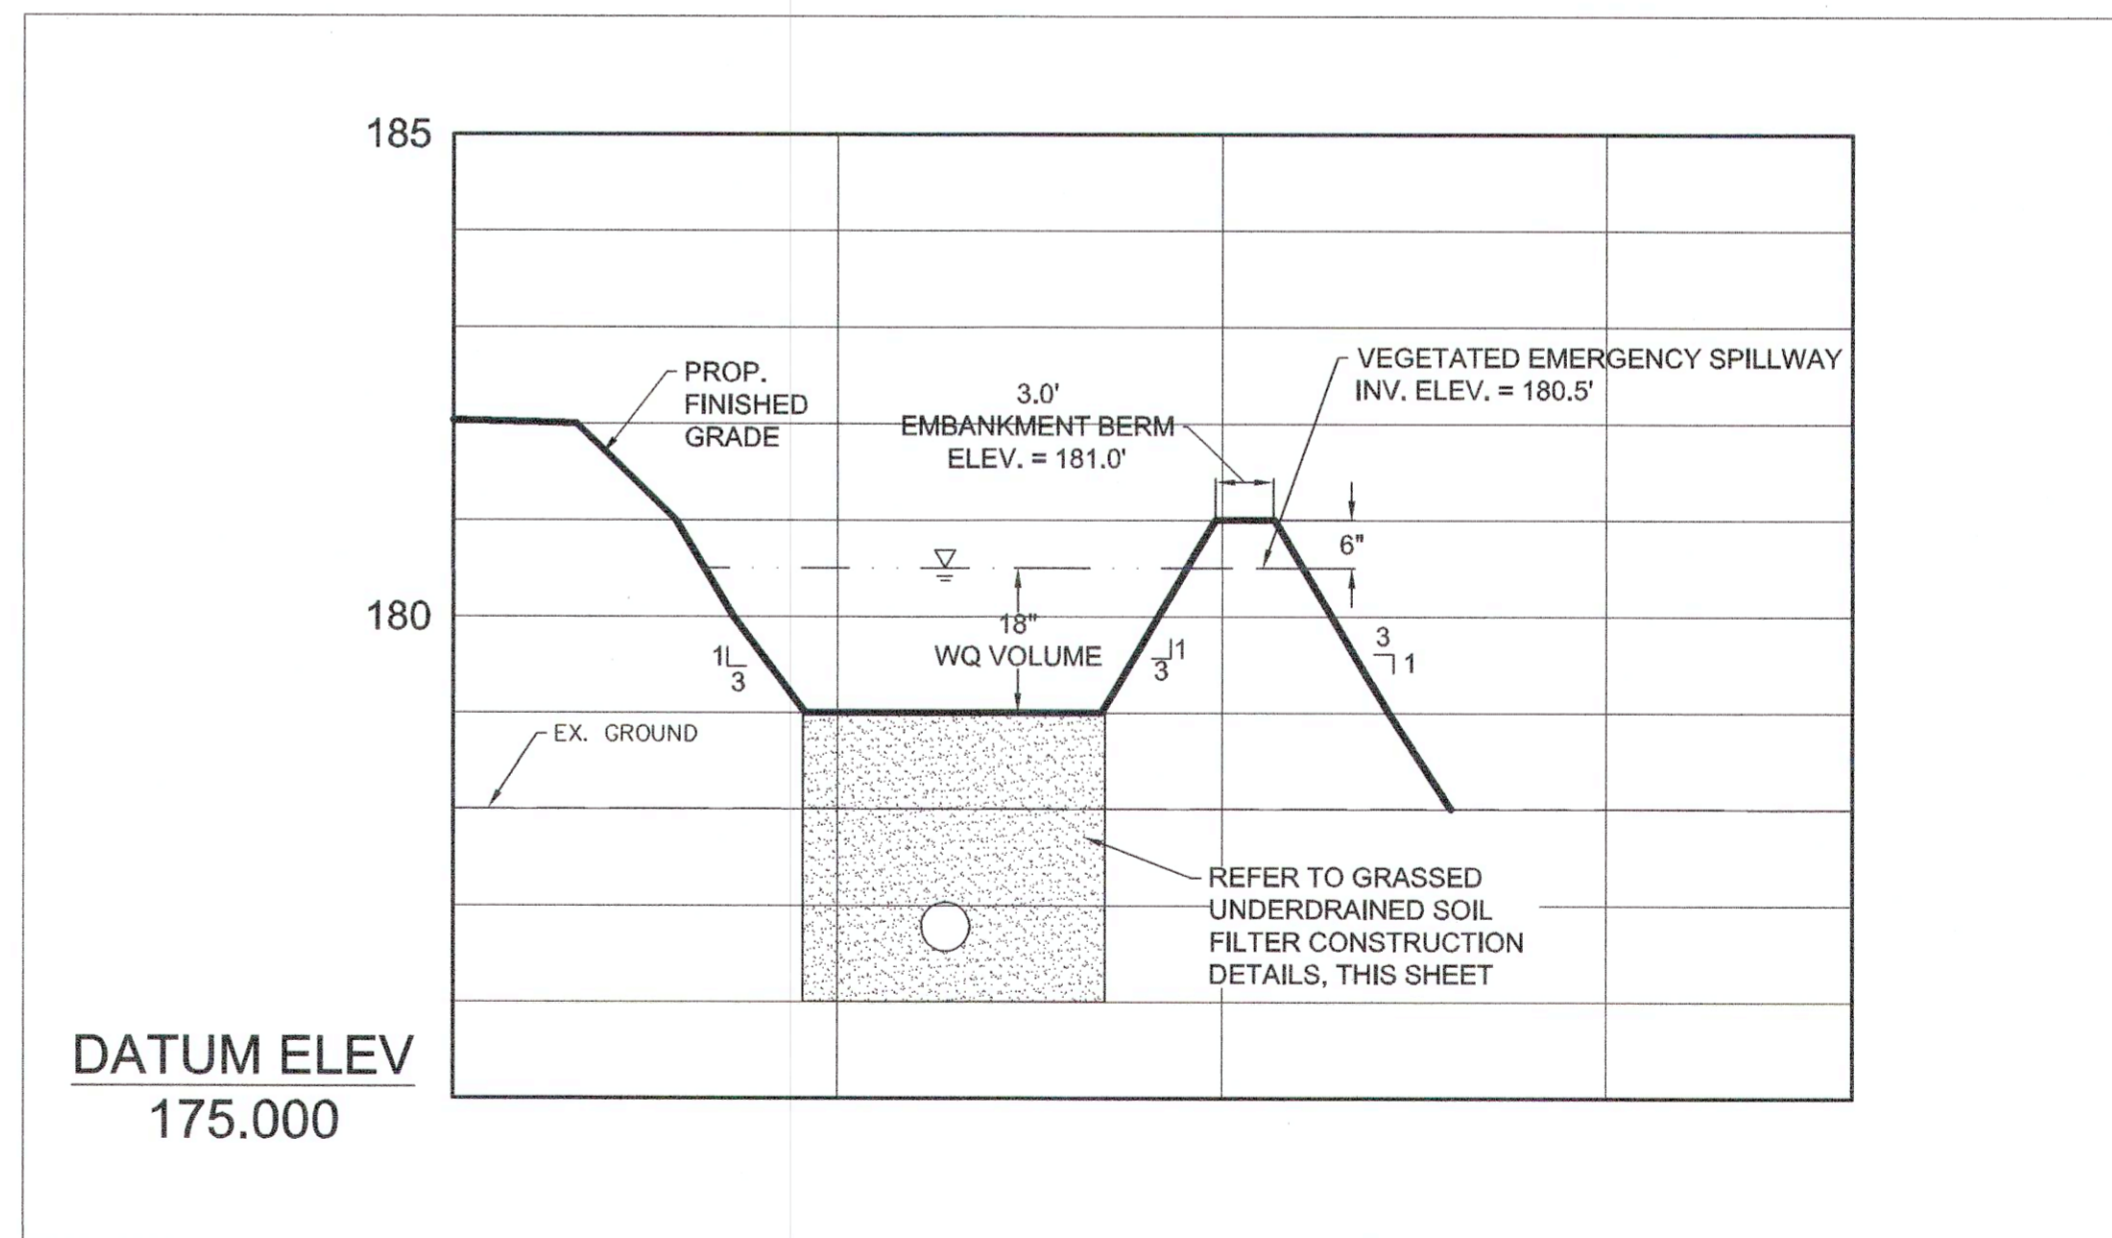 185
PROP.
FINISHED
GRADE
3.0'
EMBANKMENT BERM
ELEV. = 181.0'
VEGETATED EMERGENCY SPILLWAY
INV. ELEV. = 180.5'
6"
180
18"
WQ VOLUME
1
3
1
3
3
1
EX. GROUND
REFER TO GRASSED
UNDERDRAINED SOIL
FILTER CONSTRUCTION
DETAILS, THIS SHEET
DATUM ELEV
175.000